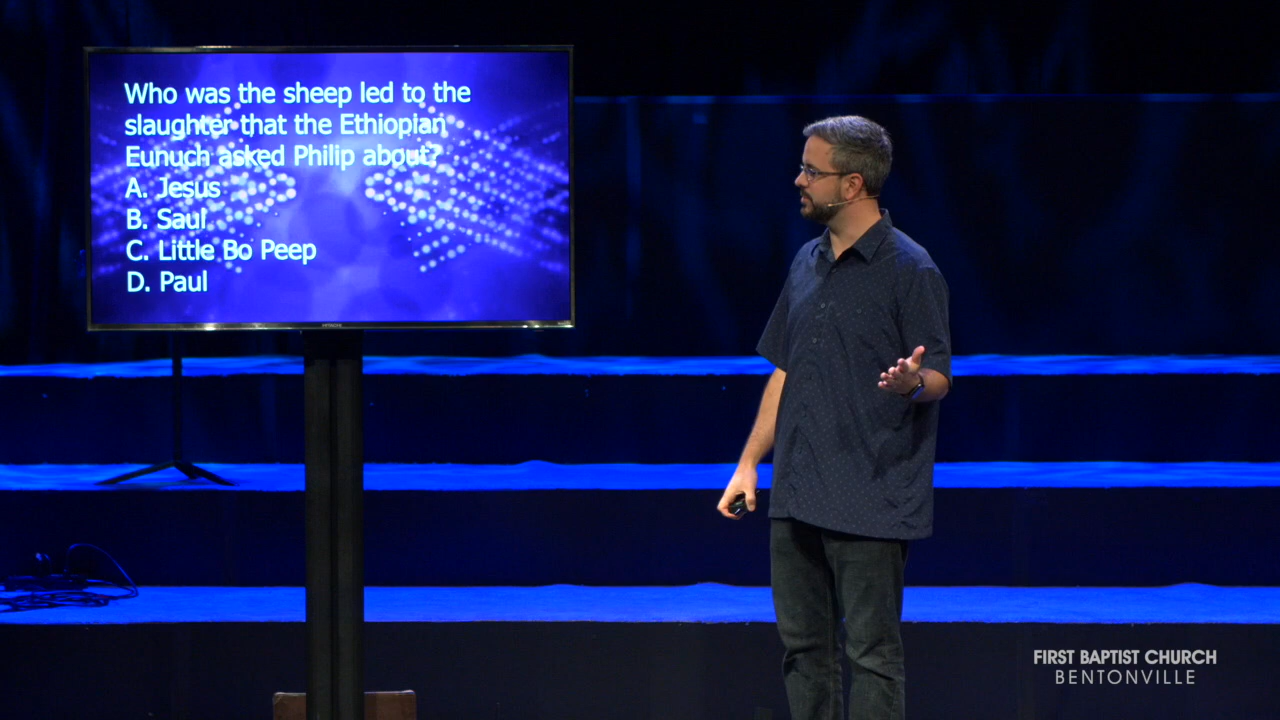 Who was the sheep led to the
slaughter that the Ethiopian
Eunuch asked Philip about?
A. Jesus
B. Saul
C. Little Bo Peep
D. Paul
HITACHI
FIRST BAPTIST CHURCH
BENTONVILLE